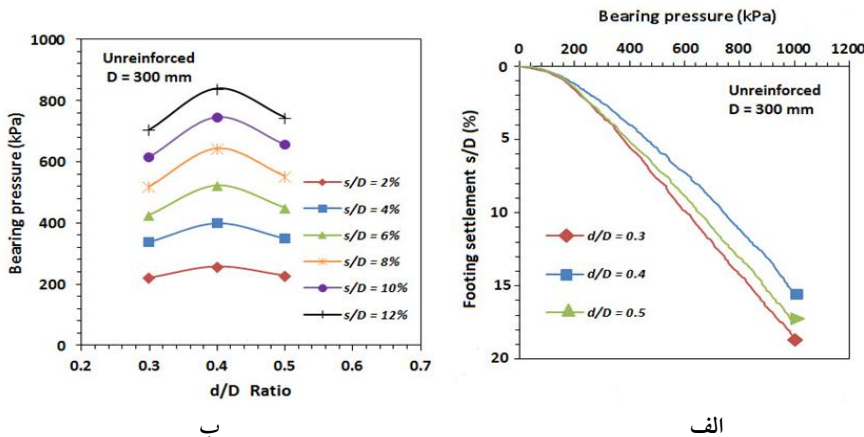 1000
800
600
400
200
0
Bearing pressure (kPa)
Unreinforced
D = 300 mm
s/D = 2%
s/D = 4%
s/D = 6%
s/D = 8%
s/D = 10%
s/D = 12%
0.2 0.3 0.4 0.5 0.6 0.7
d/D Ratio
ب
Bearing pressure (kPa)
0 200 400 600 800 1000 1200
0
5
10
15
20
Footing settlement s/D (%)
Unreinforced
D = 300 mm
d/D = 0.3
d/D = 0.4
d/D = 0.5
الف